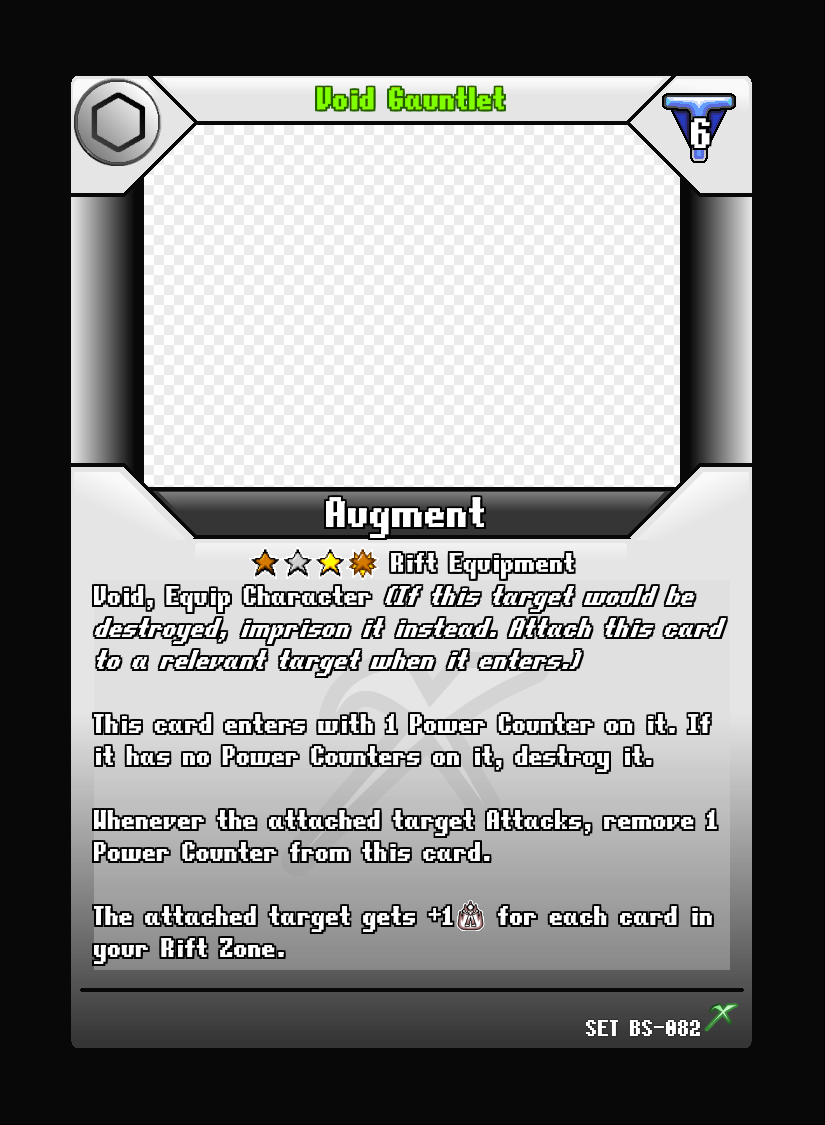 Void Gauntlet
6
Augment
Rift Equipment
Void, Equip Character (If this target would be
destroyed, imprison it instead. Attach this card
to a relevant target when it enters.)
This card enters with 1 Power Counter on it. If
it has no Power Counters on it, destroy it.
Whenever the attached target Attacks, remove 1
Power Counter from this card.
The attached target gets +1 for each card in
your Rift Zone.
SET BS-082